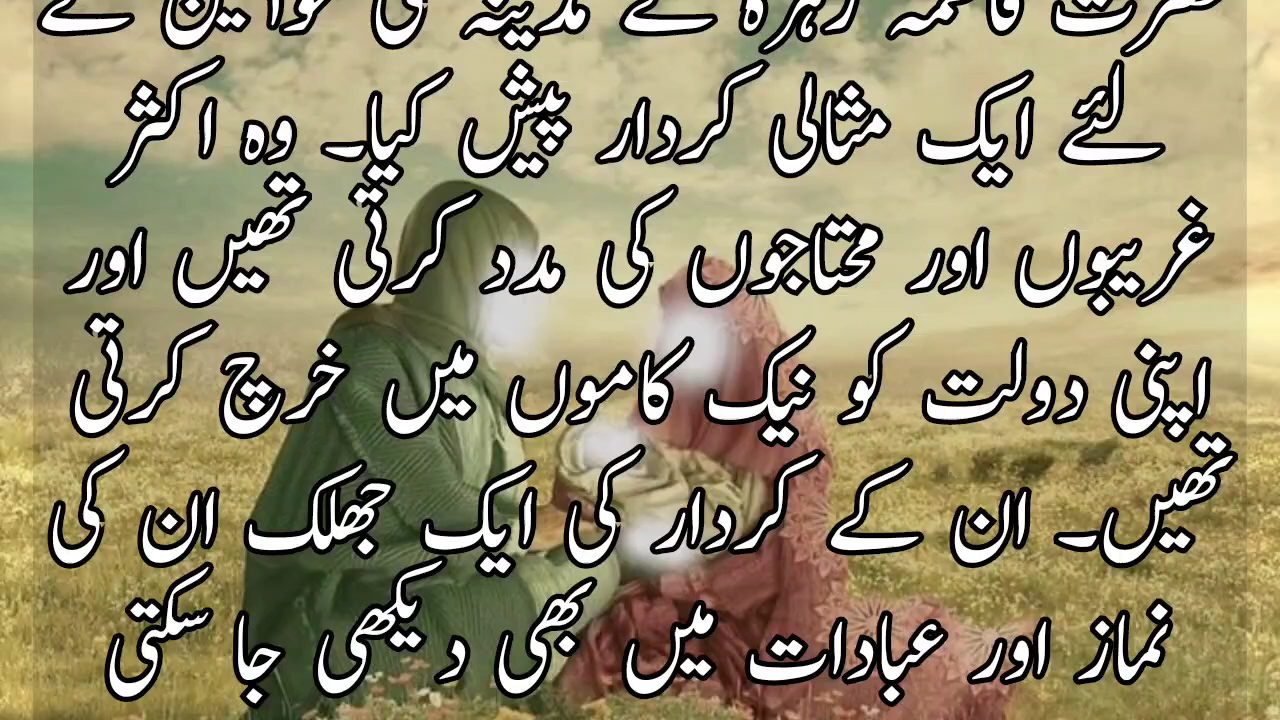 حضرت فاطمہ زہرہ نے مدینہ کی خواتین کے
لئے ایک مثالی کردار پیش کیا۔ وہ اکثر
غریبوں اور محتاجوں کی مدد کرتی تھیں اور
اپنی دولت کو نیک کاموں میں خرچ کرتی
تھیں۔ ان کے کردار کی ایک جھلک ان کی
نماز اور عبادات میں بھی دیکھی جا سکتی